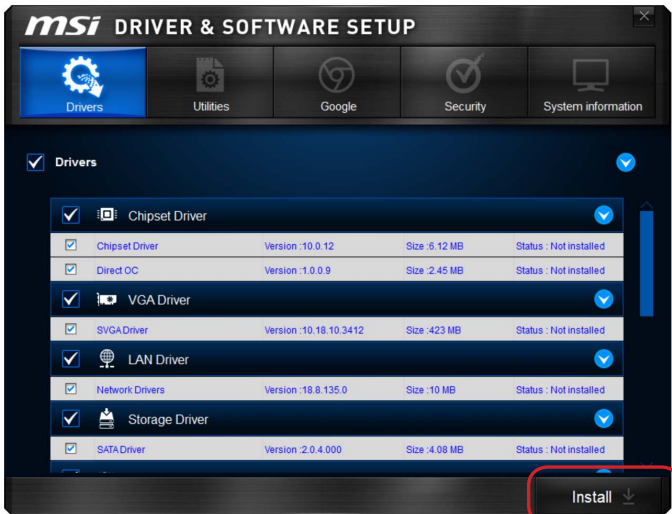 msi DRIVER & SOFTWARE SETUP
Drivers Utilities Google Security System information
Drivers
Chipset Driver
Chipset Driver Version :10.0.12 Size :6.12 MB Status : Not installed
Direct OC Version :1.0.0.9 Size :2.45 MB Status : Not installed
VGA Driver
SVGA Driver Version :10.18.10.3412 Size :423 MB Status : Not installed
LAN Driver
Network Drivers Version :18.8.135.0 Size :10 MB Status : Not installed
Storage Driver
SATA Driver Version :2.0.4.000 Size :4.08 MB Status : Not installed
Install